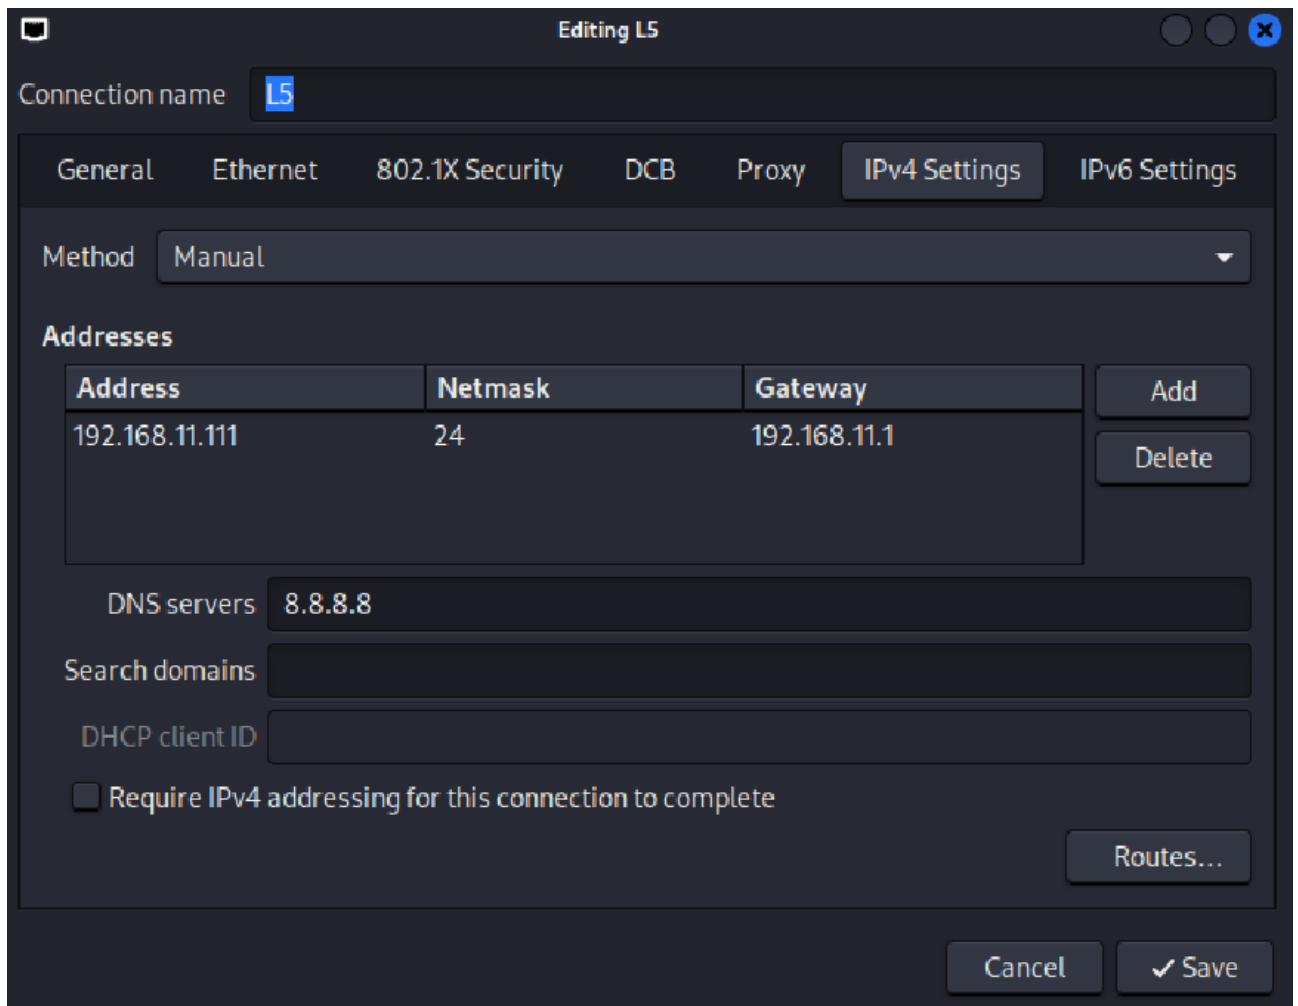 Editing L5
Connection name L5
General Ethernet 802.1X Security DCB Proxy IPv4 Settings IPv6 Settings
Method Manual
Addresses
Address Netmask Gateway Add
192.168.11.111 24 192.168.11.1
Delete
DNS servers 8.8.8.8
Search domains
DHCP client ID
Require IPv4 addressing for this connection to complete
Routes...
Cancel Save